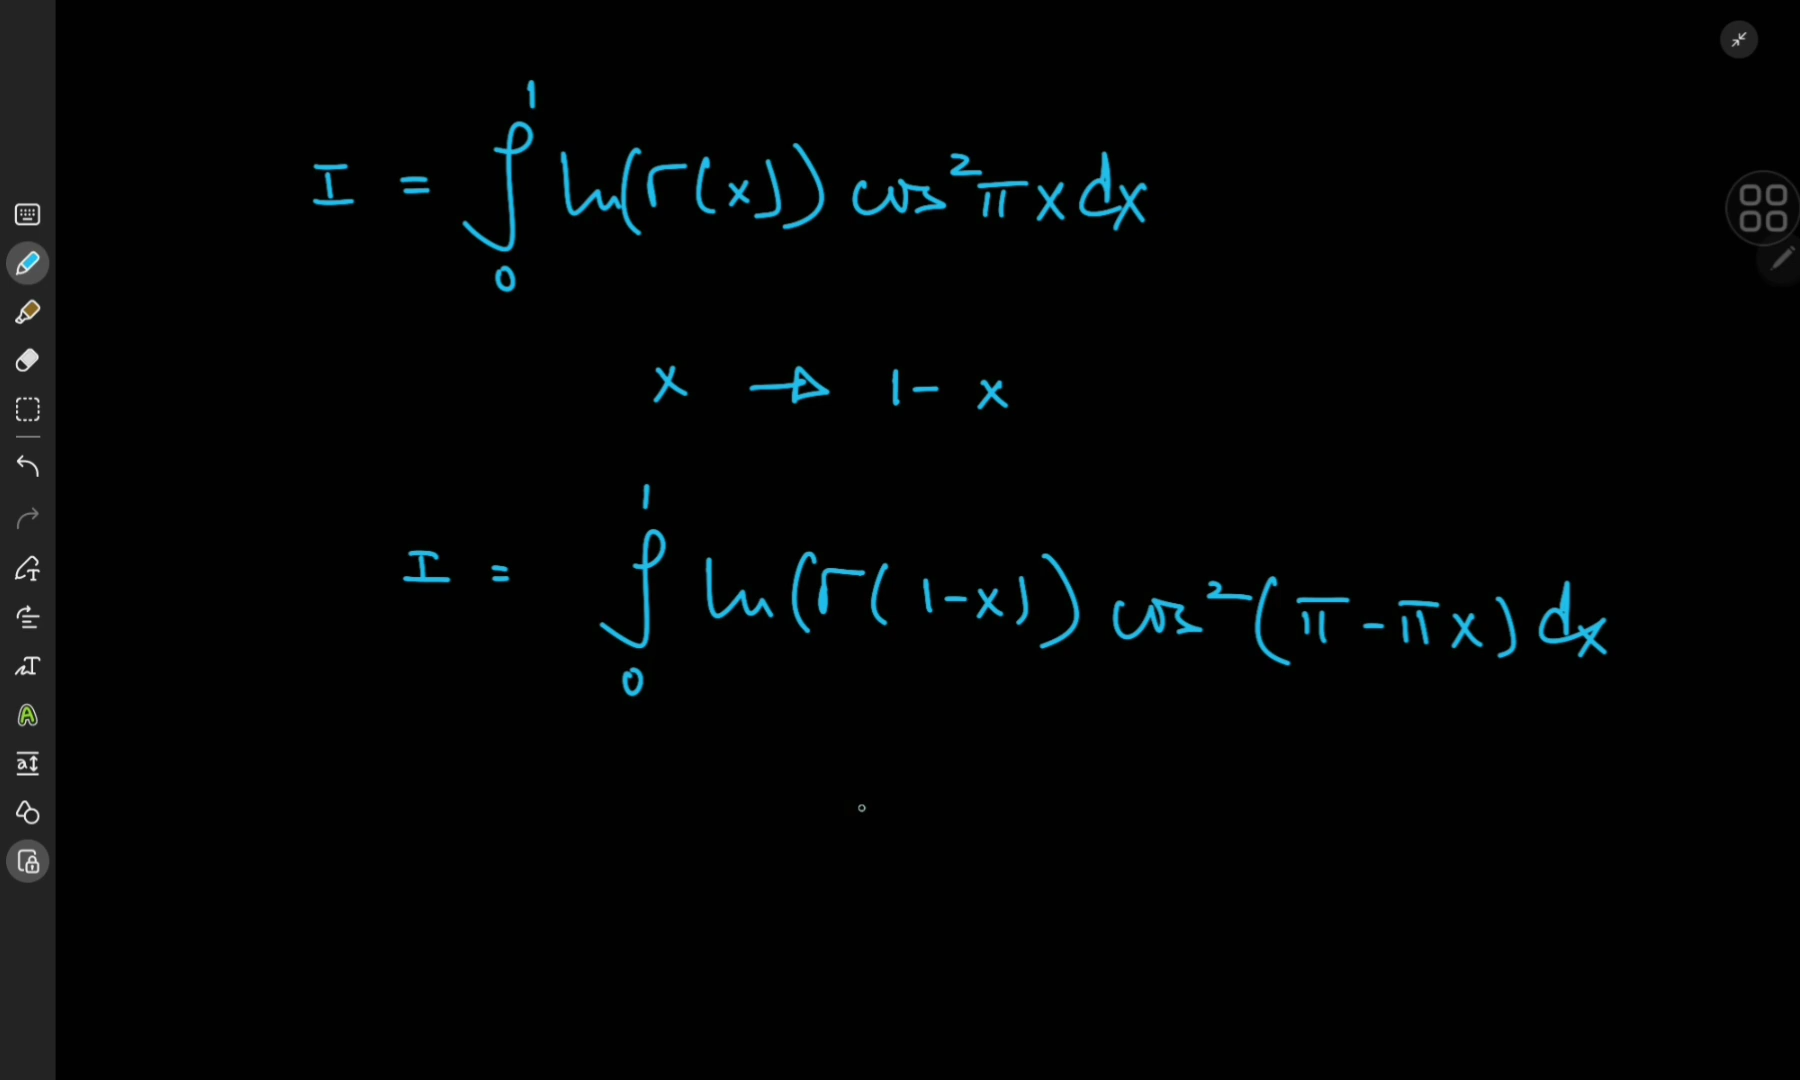 I = ∫₀¹ ln(Γ(x)) cos²πx dx
x → 1 - x
I = ∫₀¹ ln(Γ(1-x)) cos²(π - πx) dx